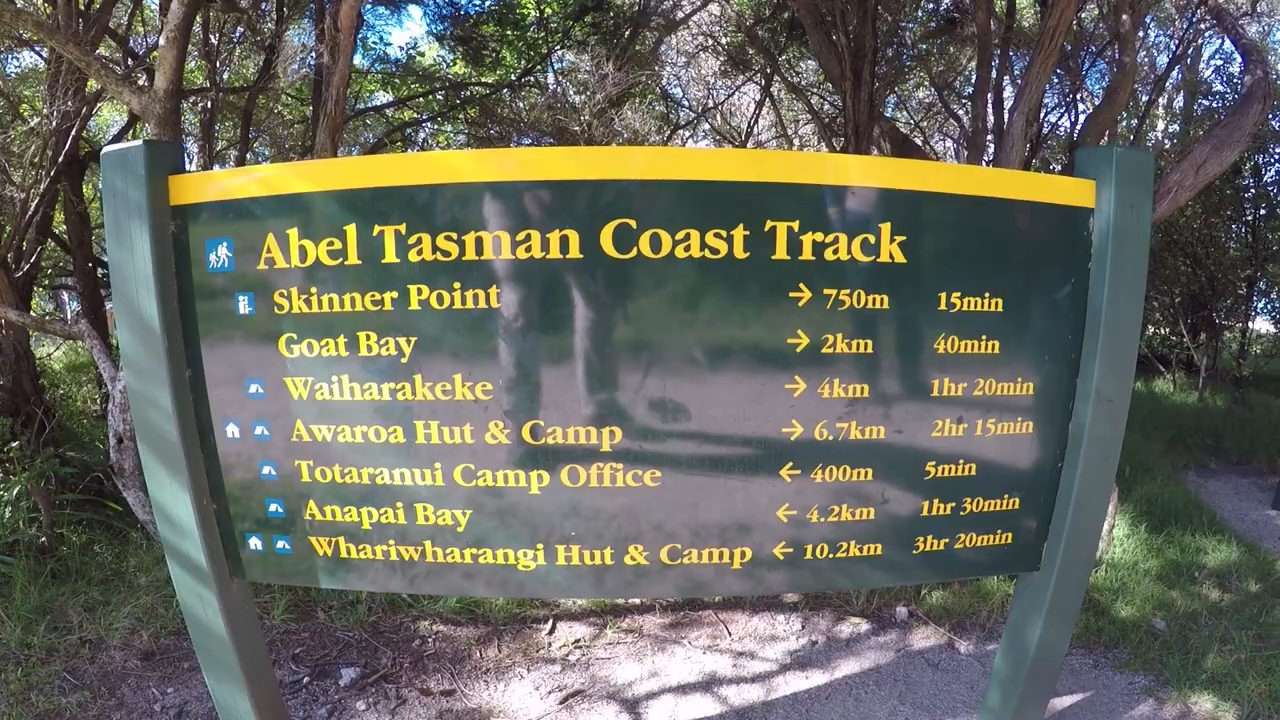 Abel Tasman Coast Track
Skinner Point → 750m 15min
Goat Bay → 2km 40min
Waiharakeke → 4km 1hr 20min
Awaroa Hut & Camp → 6.7km 2hr 15min
Totaranui Camp Office ← 400m 5min
Anapai Bay ← 4.2km 1hr 30min
Whariwharangi Hut & Camp ← 10.2km 3hr 20min